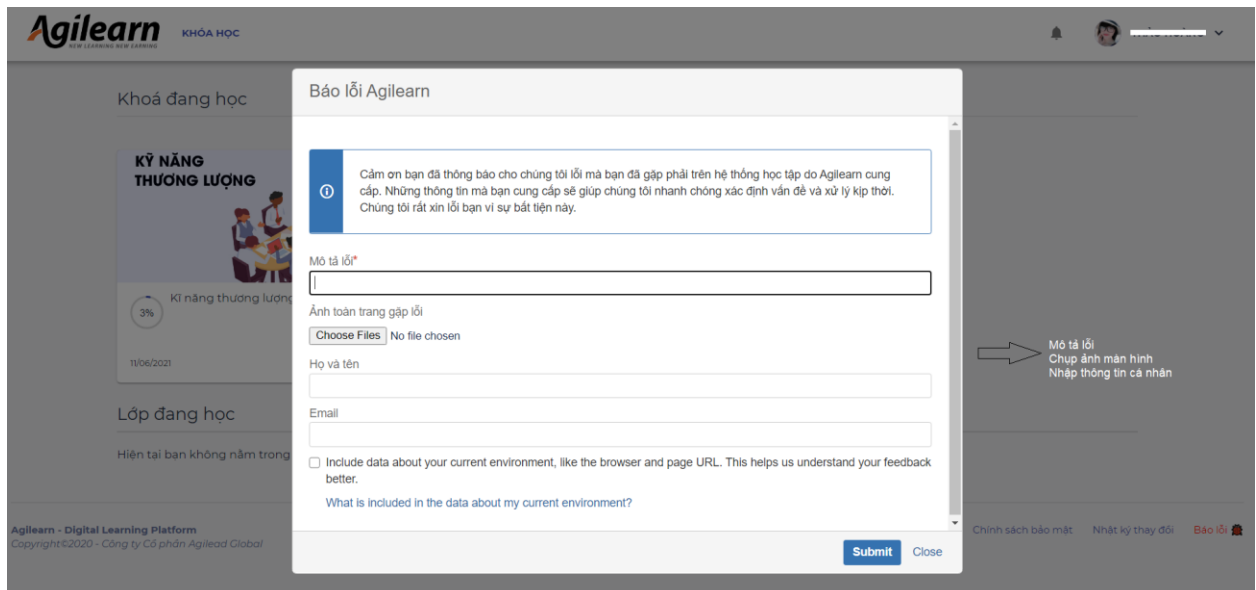 Agilearn
NEW LEARNING NEW EARNING
KHÓA HỌC
Khoá đang học
KỸ NĂNG
THƯƠNG LƯỢNG
3%
Kĩ năng thương lượng
11/06/2021
Lớp đang học
Hiện tại bạn không nằm trong
Báo lỗi Agilearn
Cảm ơn bạn đã thông báo cho chúng tôi lỗi mà bạn đã gặp phải trên hệ thống học tập do Agilearn cung
cấp. Những thông tin mà bạn cung cấp sẽ giúp chúng tôi nhanh chóng xác định vấn đề và xử lý kịp thời.
Chúng tôi rất xin lỗi bạn vì sự bất tiện này.
Mô tả lỗi*
Ảnh toàn trang gặp lỗi
Choose Files No file chosen
Họ và tên
Email
Include data about your current environment, like the browser and page URL. This helps us understand your feedback
better.
What is included in the data about my current environment?
Submit Close
Mô tả lỗi
Chụp ảnh màn hình
Nhập thông tin cá nhân
Agilearn - Digital Learning Platform
Copyright©2020 - Công ty Cổ phần Agilead Global
Chính sách bảo mật Nhật ký thay đổi Báo lỗi